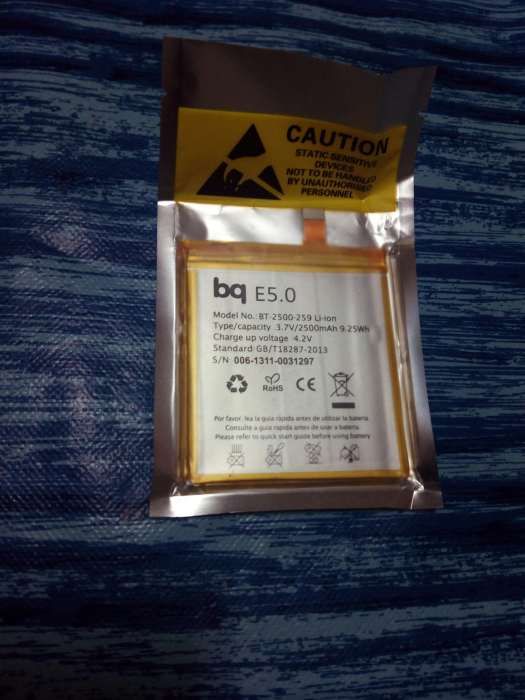 CAUTION
STATIC SENSITIVE
DEVICES
NOT TO BE HANDLED
BY UNAUTHORISED
PERSONNEL
bq E5.0
Model No. BT-2500-259 Li-ion
Type/capacity 3.7V/2500mAh 9.25Wh
Charge up voltage 4.2V
Standard GB/T18287-2013
S/N 006-1311-0031297
RoHS CE
Por favor, lea la guía rápida antes de utilizar la batería.
Consulte a guía rápida antes de usar a bateria.
Please refer to quick start guide before using battery